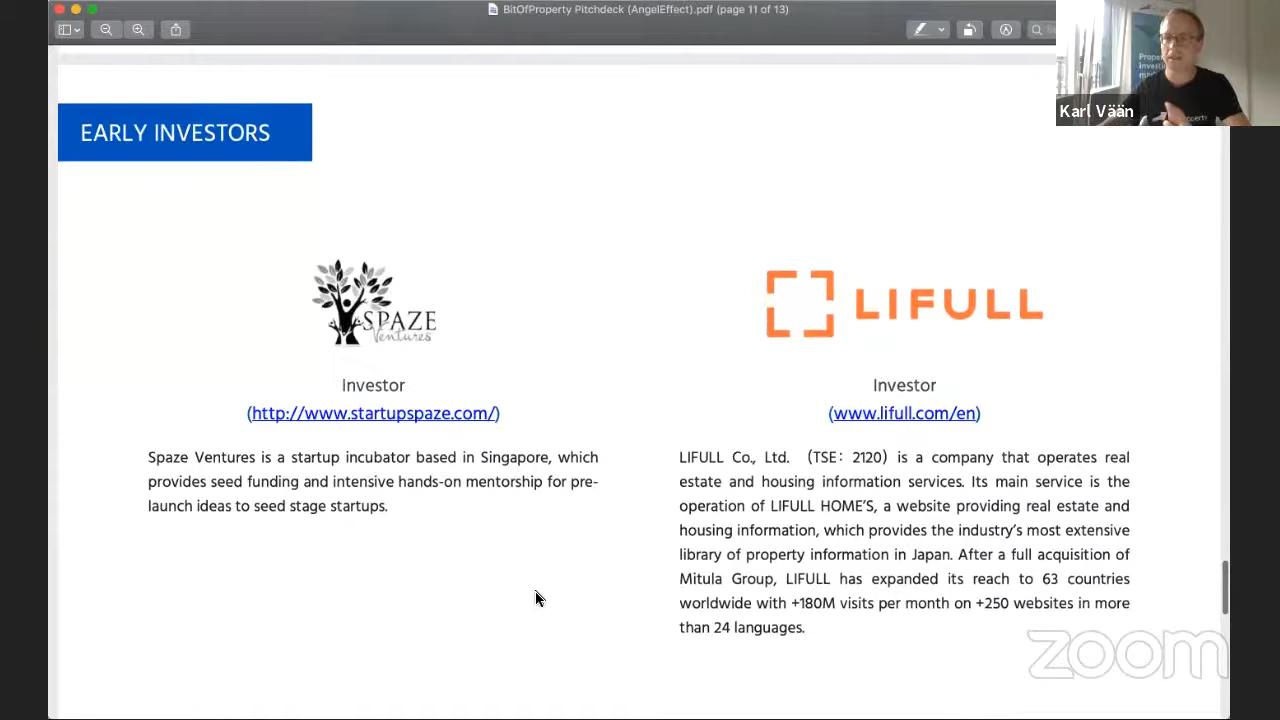 BitOfProperty Pitchdeck (AngelEffect).pdf (page 11 of 13)
Karl Vään
EARLY INVESTORS
SPAZE
Ventures
Investor
(http://www.startupspaze.com/)
Spaze Ventures is a startup incubator based in Singapore, which
provides seed funding and intensive hands-on mentorship for pre-
launch ideas to seed stage startups.
LIFULL
Investor
(www.lifull.com/en)
LIFULL Co., Ltd. (TSE: 2120) is a company that operates real
estate and housing information services. Its main service is the
operation of LIFULL HOME'S, a website providing real estate and
housing information, which provides the industry's most extensive
library of property information in Japan. After a full acquisition of
Mitula Group, LIFULL has expanded its reach to 63 countries
worldwide with +180M visits per month on +250 websites in more
than 24 languages.
zoom